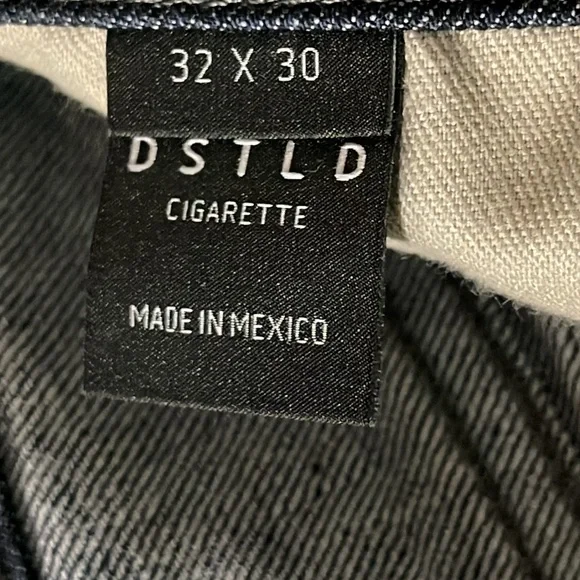 32 X 30
DSTLD
CIGARETTE
MADE IN MEXICO